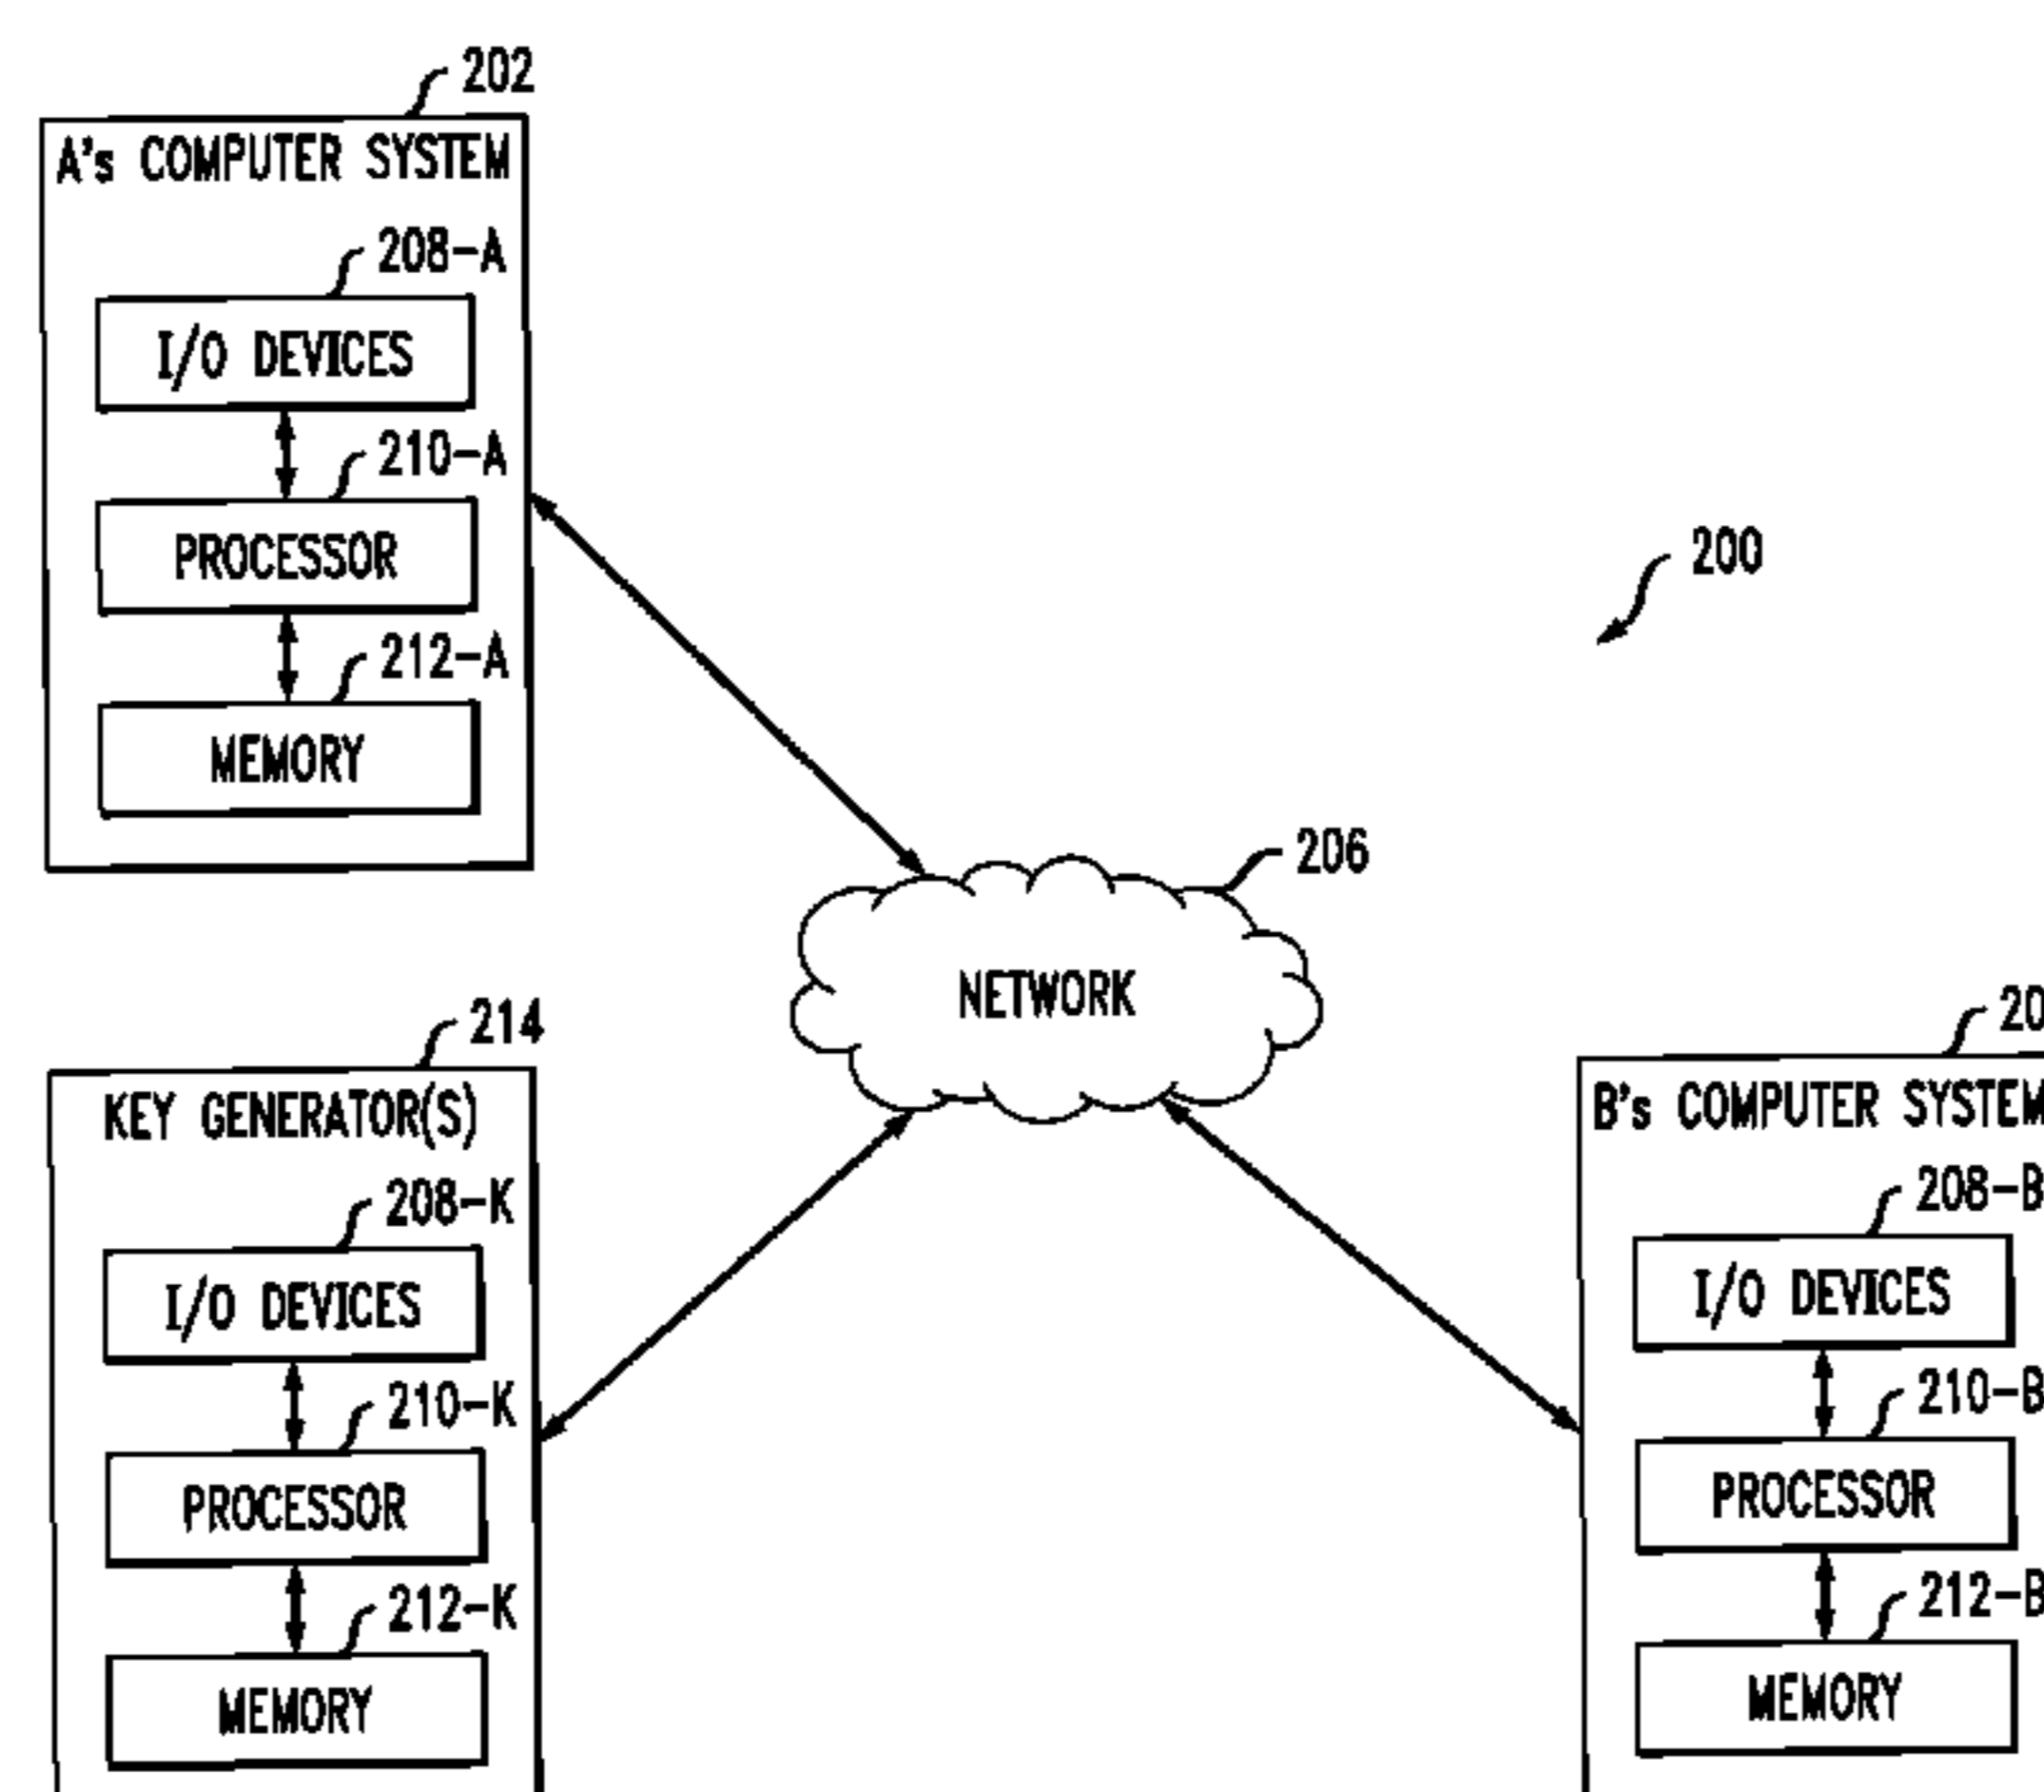 202
A's COMPUTER SYSTEM
208-A
I/O DEVICES
210-A
PROCESSOR
212-A
MEMORY
200
206
NETWORK
214
KEY GENERATOR(S)
208-K
I/O DEVICES
210-K
PROCESSOR
212-K
MEMORY
B's COMPUTER SYSTEM
208-B
I/O DEVICES
210-B
PROCESSOR
212-B
MEMORY